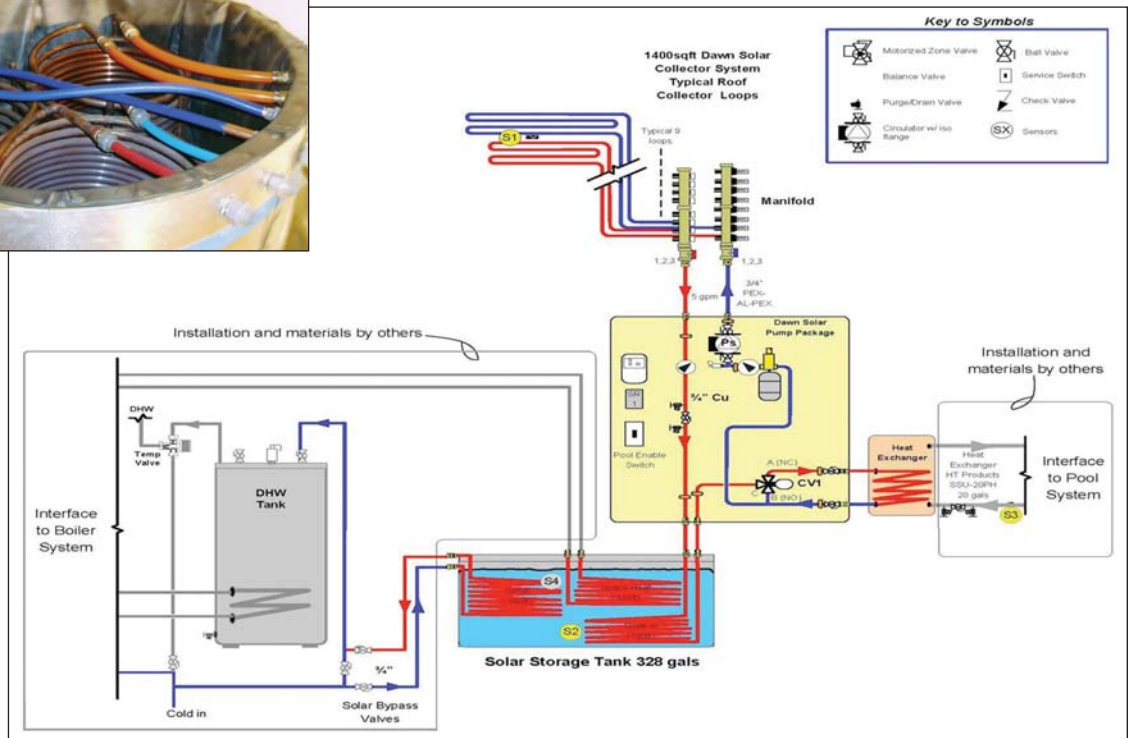 Key to Symbols
Motorized Zone Valve
Ball Valve
Balance Valve
Service Switch
Purge/Drain Valve
Check Valve
Circulator w/ iso
flange
SX
Sensors
1400sqft Dawn Solar
Collector System
Typical Roof
Collector Loops
Typical 9
loops
S1
Manifold
1,2,3
1,2,3
5 gpm
3/4"
PEX-
AL-PEX
Dawn Solar
Pump Package
Ps
¾" Cu
Pool Enable
Switch
A (NC)
CV1
C
B (NO)
Heat
Exchanger
Installation and
materials by others
Heat
Exchanger
HT Products
SSU-20PH
20 gals
Interface
to Pool
System
S3
Installation and materials by others
DHW
Temp
Valve
DHW
Tank
Interface
to Boiler
System
S4
S2
Solar Storage Tank 328 gals
¾"
Solar Bypass
Valves
Cold in